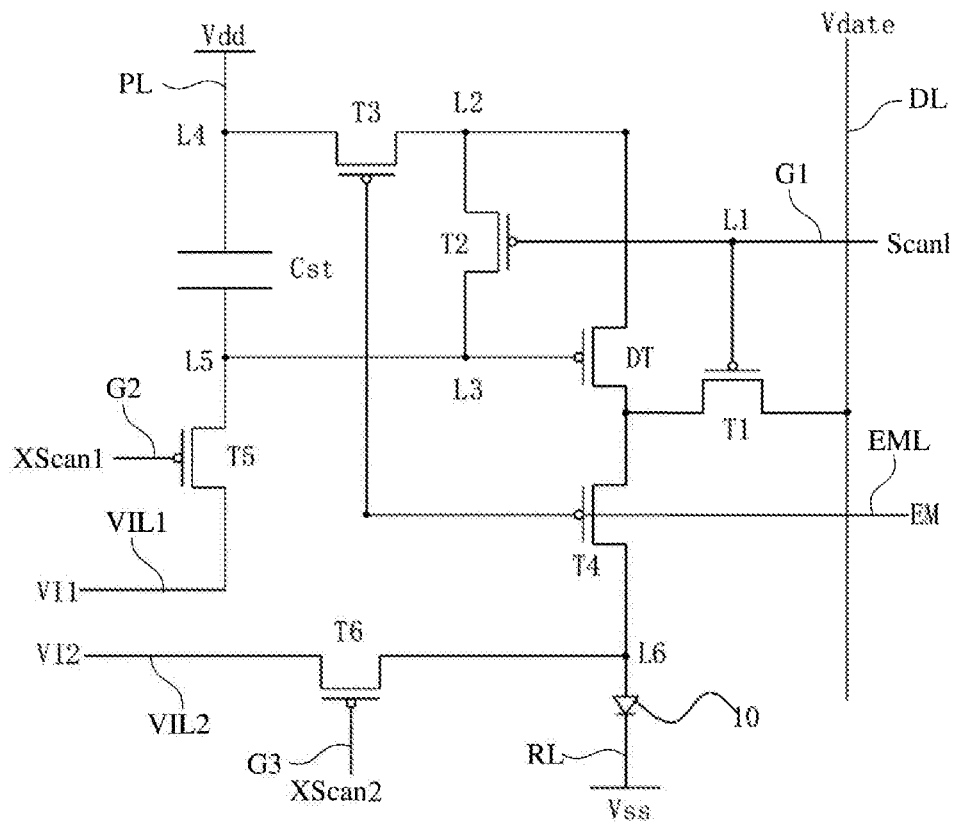 Vdate
Vdd
PL
T3
L2
DL
L4
G1
L1
T2
Scan1
Cst
L5
DT
G2
L3
T1
T5
XScan1
EML
VIL1
EM
T4
VI1
T6
VI2
L6
VIL2
10
G3
RL
XScan2
Vss